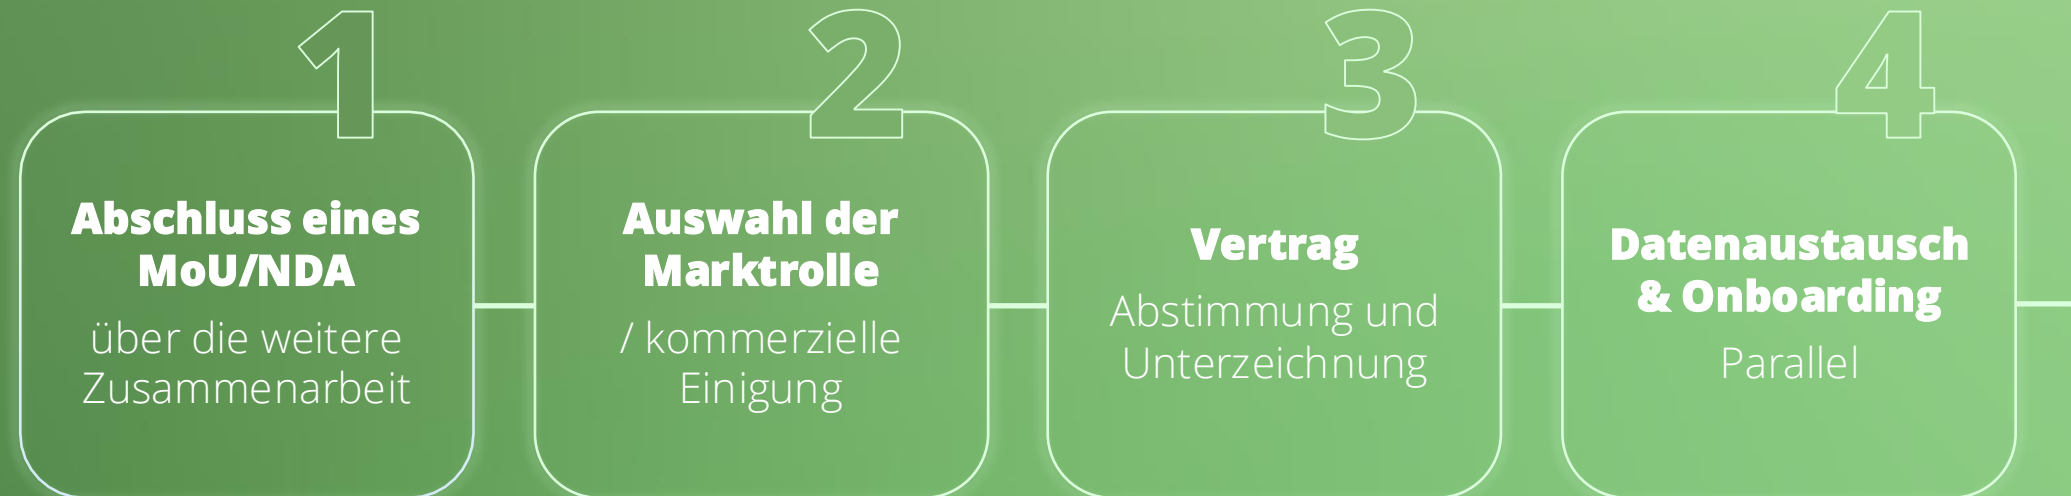 1
Abschluss eines
MoU/NDA
über die weitere
Zusammenarbeit
2
Auswahl der
Marktrolle
/ kommerzielle
Einigung
3
Vertrag
Abstimmung und
Unterzeichnung
4
Datenaustausch
& Onboarding
Parallel